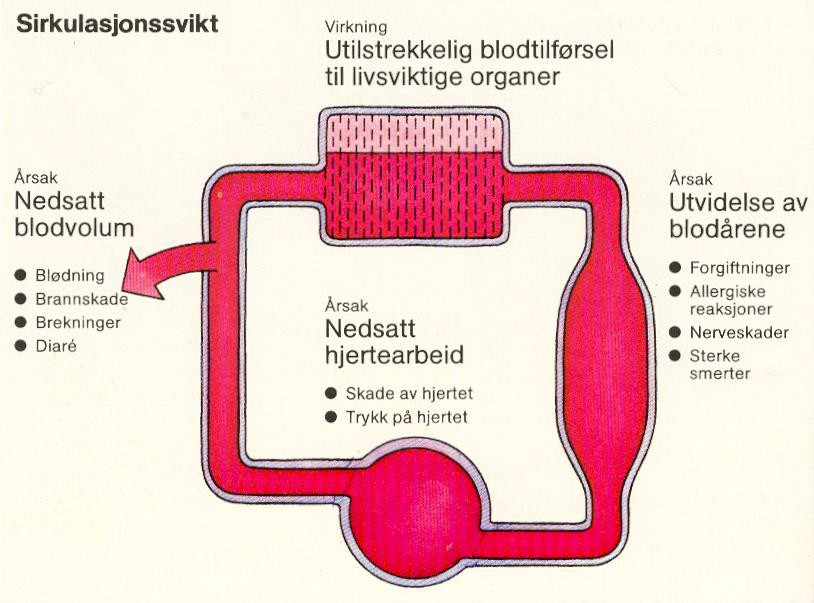 Sirkulasjonssvikt
Virkning
Utilstrekkelig blodtilførsel
til livsviktige organer
Årsak
Nedsatt
blodvolum
● Blødning
● Brannskade
● Brekninger
● Diaré
Årsak
Nedsatt
hjertearbeid
● Skade av hjertet
● Trykk på hjertet
Årsak
Utvidelse av
blodårene
● Forgiftninger
● Allergiske
reaksjoner
● Nerveskader
● Sterke
smerter